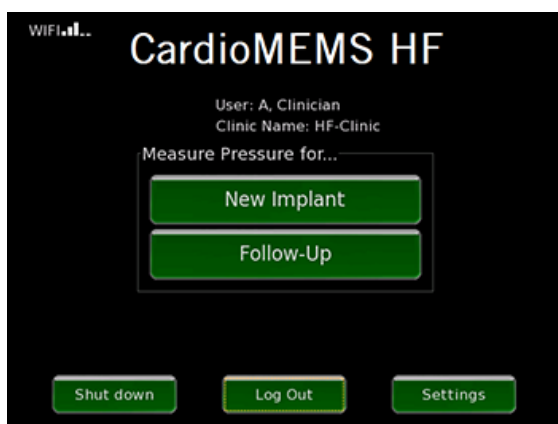 WIFI
CardioMEMS HF
User: A, Clinician
Clinic Name: HF-Clinic
Measure Pressure for...
New Implant
Follow-Up
Shut down
Log Out
Settings